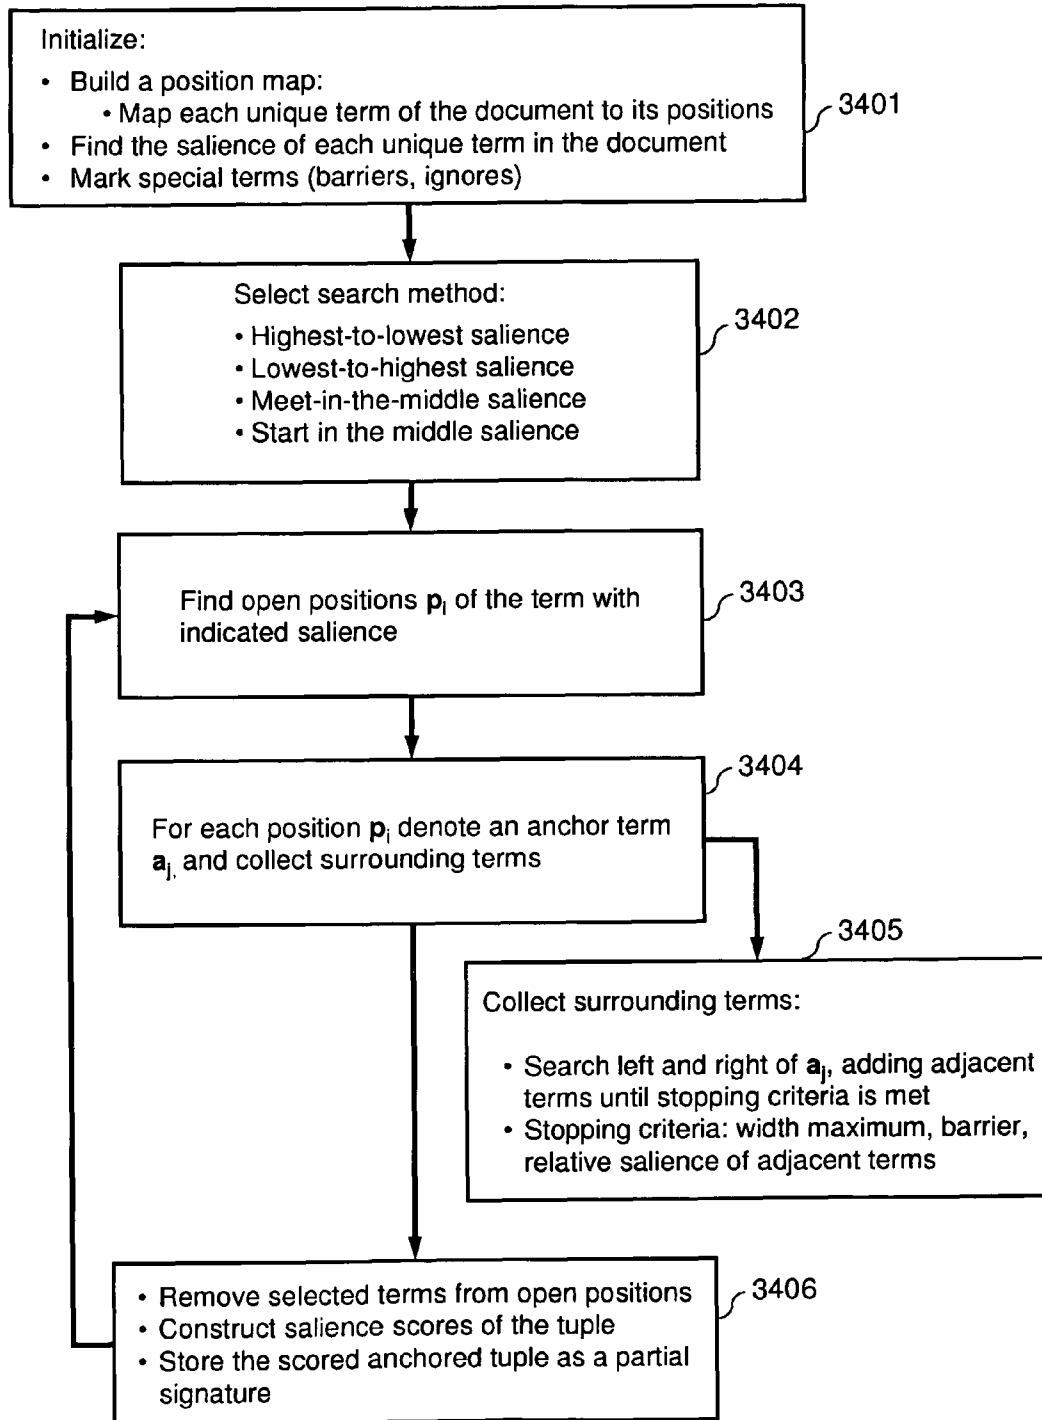 Initialize:
• Build a position map:
• Map each unique term of the document to its positions
• Find the salience of each unique term in the document
• Mark special terms (barriers, ignores)
3401
Select search method:
• Highest-to-lowest salience
• Lowest-to-highest salience
• Meet-in-the-middle salience
• Start in the middle salience
3402
Find open positions pi of the term with
indicated salience
3403
For each position pi denote an anchor term
aj, and collect surrounding terms
3404
3405
Collect surrounding terms:
• Search left and right of aj, adding adjacent
terms until stopping criteria is met
• Stopping criteria: width maximum, barrier,
relative salience of adjacent terms
• Remove selected terms from open positions
• Construct salience scores of the tuple
• Store the scored anchored tuple as a partial
signature
3406